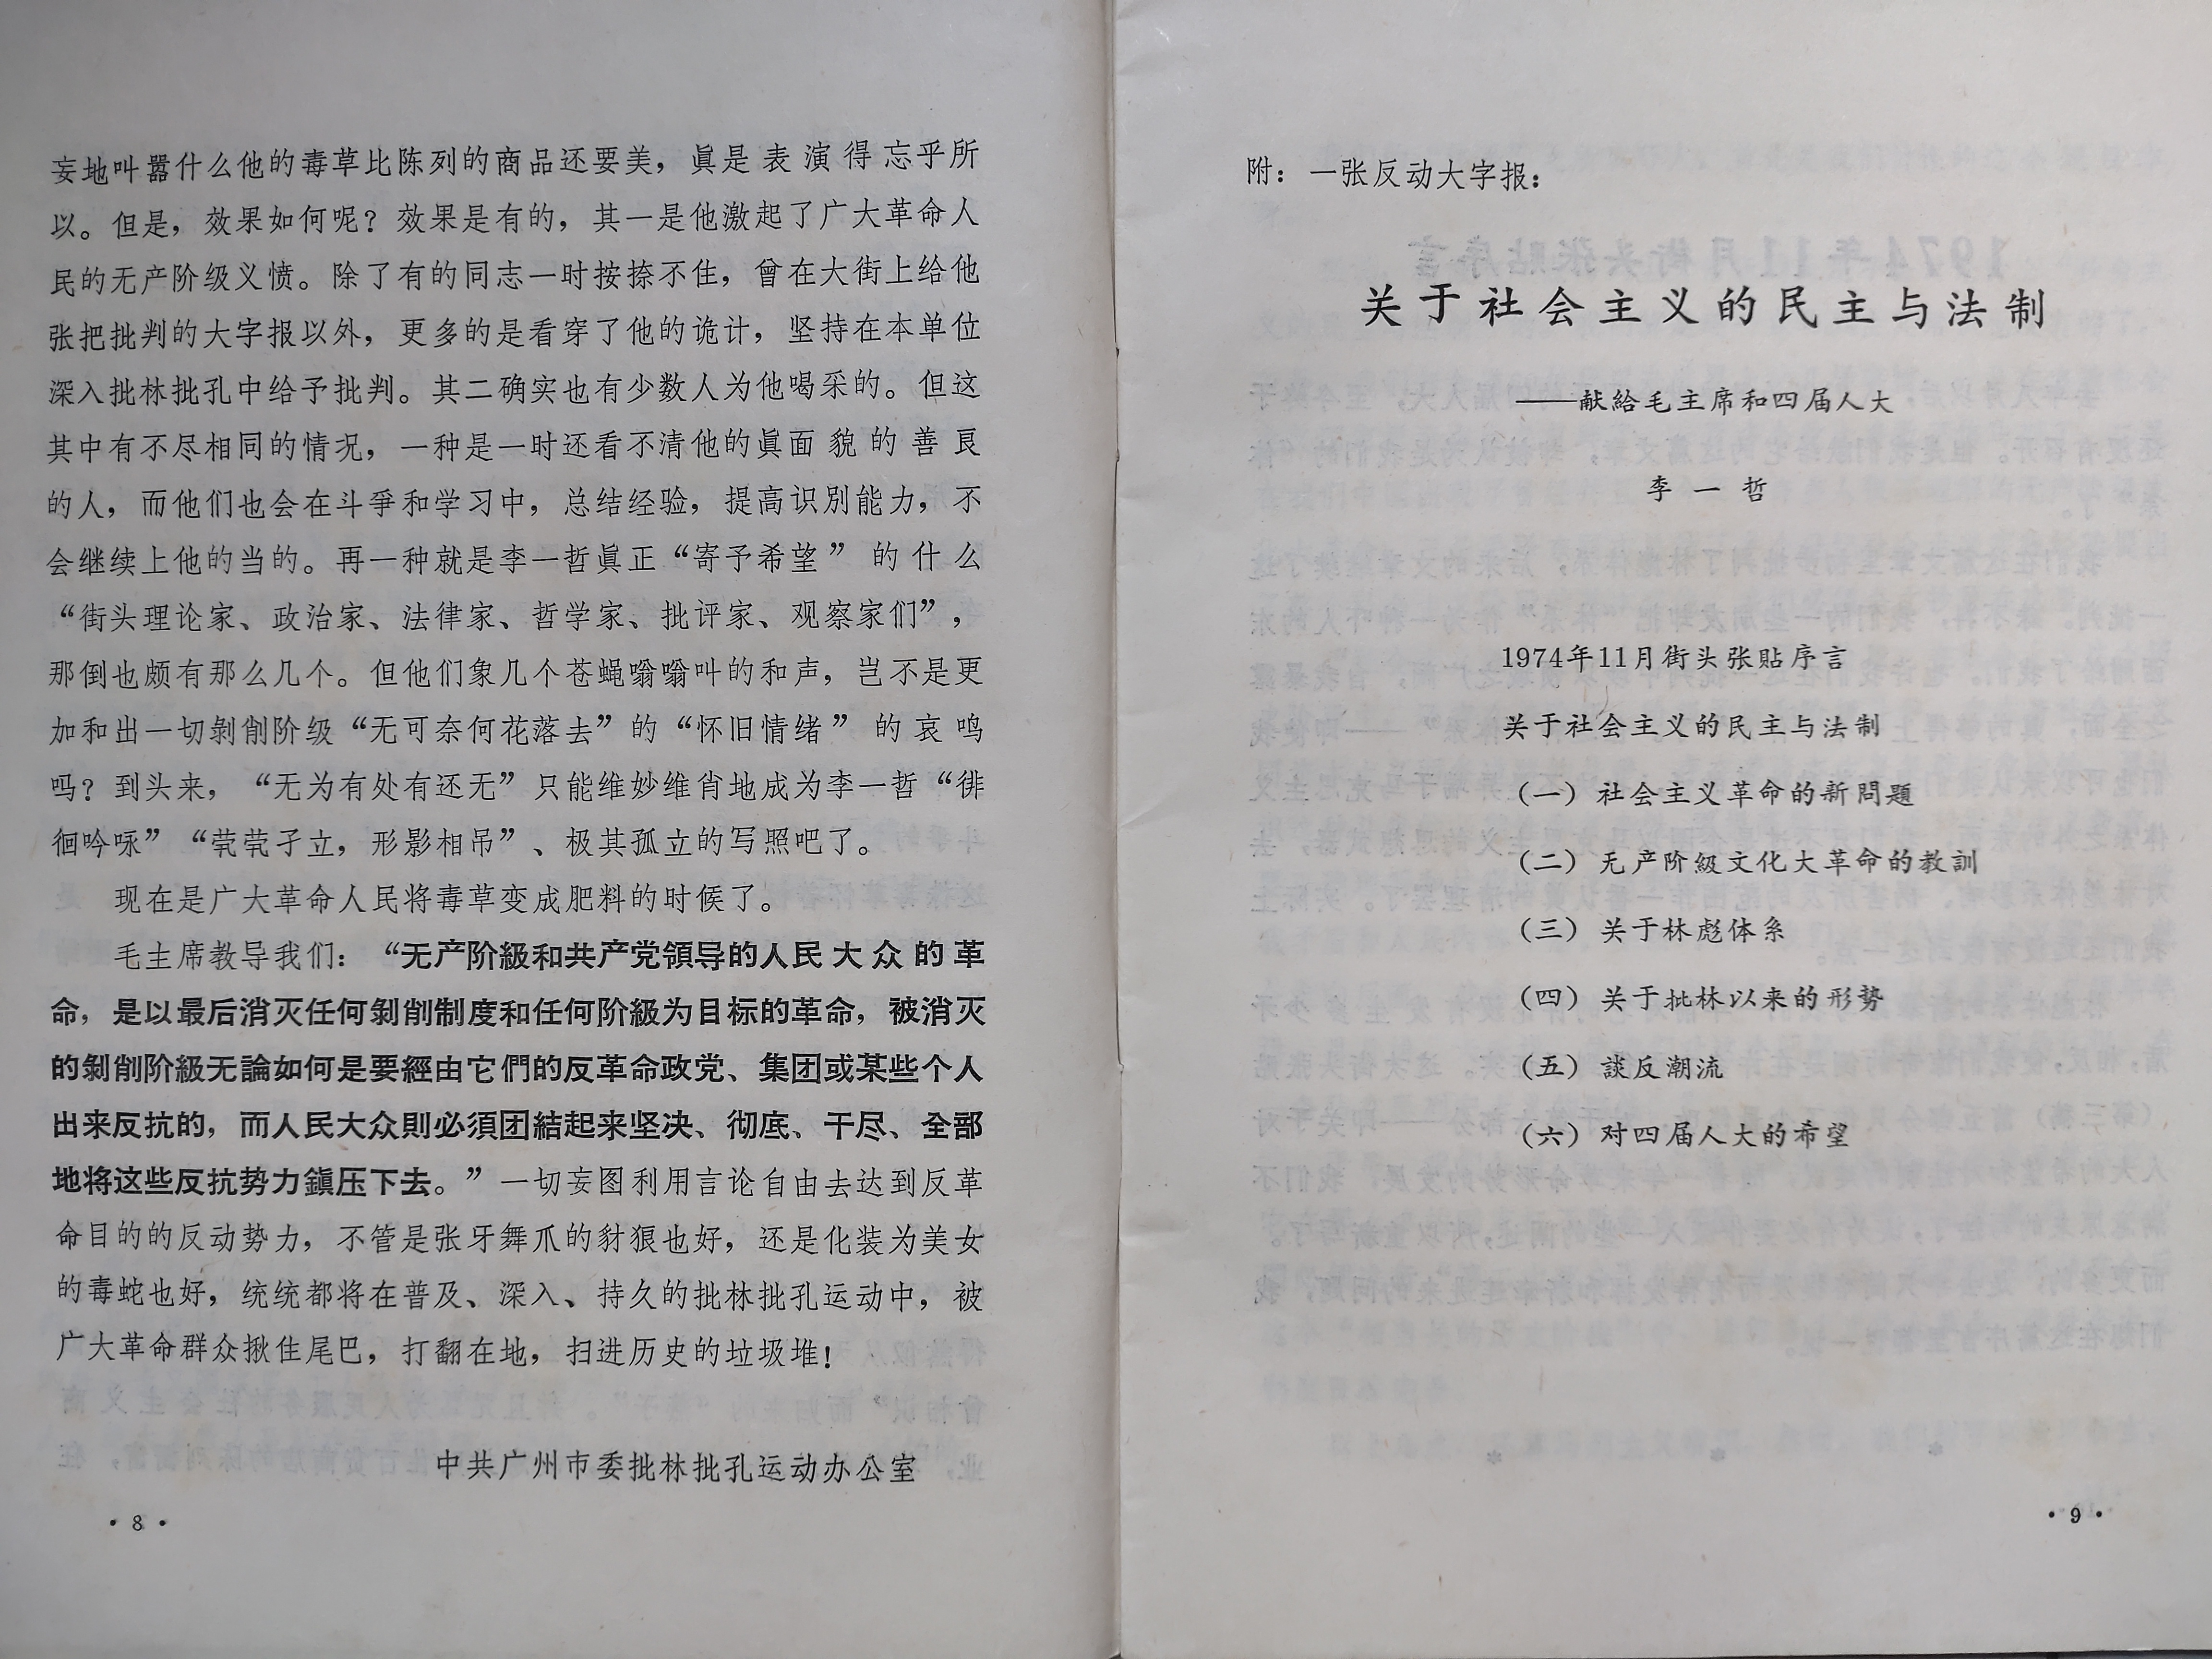 妄地叫嚣什么他的毒草比陈列的商品还要美，眞是表演得忘乎所
以。但是，效果如何呢？效果是有的，其一是他激起了广大革命人
民的无产阶级义愤。除了有的同志一时按捺不住，曾在大街上给他
张把批判的大字报以外，更多的是看穿了他的诡计，坚持在本单位
深入批林批孔中给予批判。其二确实也有少数人为他喝采的。但这
其中有不尽相同的情况，一种是一时还看不清他的眞面貌的善良
的人，而他们也会在斗爭和学习中，总结经验，提高识别能力，不
会继续上他的当的。再一种就是李一哲眞正“寄予希望”的什么
“街头理论家、政治家、法律家、哲学家、批评家、观察家们”，
那倒也颇有那么几个。但他们象几个苍蝇嗡嗡叫的和声，岂不是更
加和出一切剝削阶级“无可奈何花落去”的“怀旧情绪”的哀鸣
吗？到头来，“无为有处有还无”只能维妙维肖地成为李一哲“徘
徊吟咏”“茕茕孑立，形影相吊”、极其孤立的写照吧了。
现在是广大革命人民将毒草变成肥料的时候了。
毛主席教导我们：“无产阶級和共产党領导的人民大众的革
命，是以最后消灭任何剝削制度和任何阶級为目标的革命，被消灭
的剝削阶級无論如何是要經由它們的反革命政党、集团或某些个人
出来反抗的，而人民大众則必須团結起来坚决、彻底、干尽、全部
地将这些反抗势力鎭压下去。”一切妄图利用言论自由去达到反革
命目的的反动势力，不管是张牙舞爪的豺狼也好，还是化装为美女
的毒蛇也好，统统都将在普及、深入、持久的批林批孔运动中，被
广大革命群众揪住尾巴，打翻在地，扫进历史的垃圾堆！
中共广州市委批林批孔运动办公室
·8·
附：一张反动大字报：
关于社会主义的民主与法制
——献給毛主席和四届人大
李一哲
1974年11月街头张貼序言
关于社会主义的民主与法制
（一）社会主义革命的新問題
（二）无产阶級文化大革命的教訓
（三）关于林彪体系
（四）关于批林以来的形势
（五）談反潮流
（六）对四届人大的希望
·9·